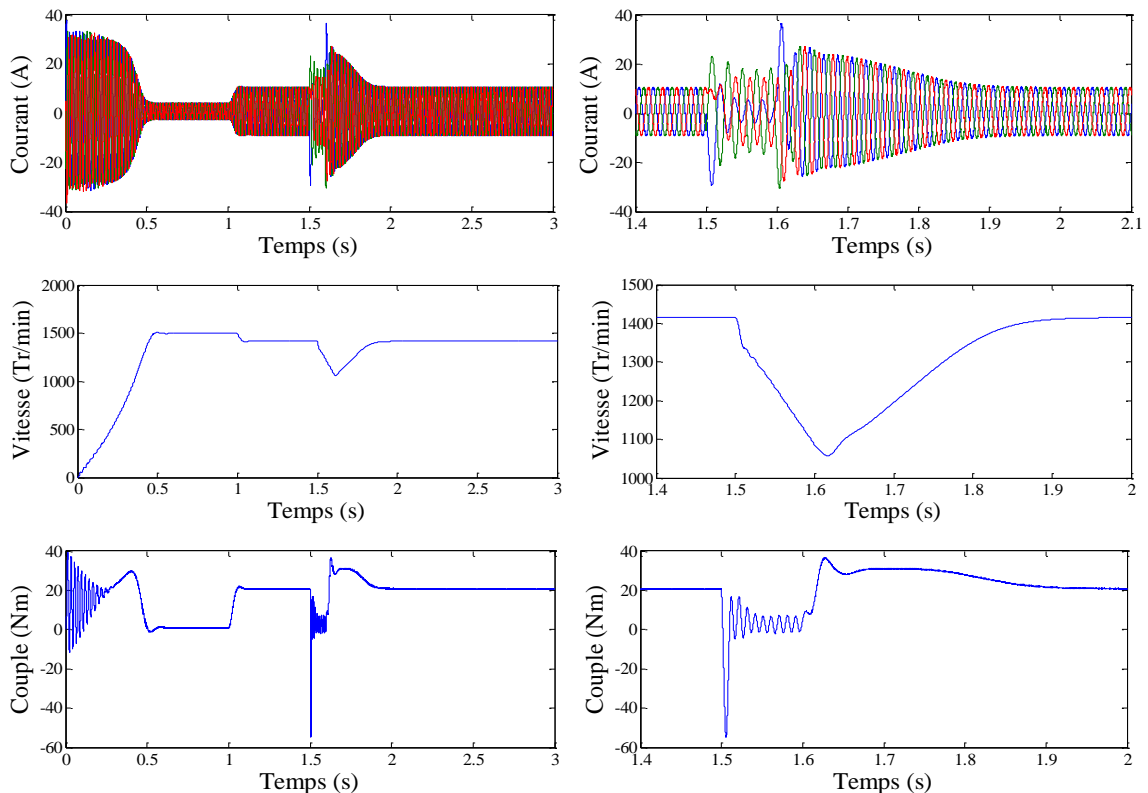 Courant (A)
40
20
0
-20
-40
0 0.5 1 1.5 2 2.5 3
Temps (s)
Courant (A)
40
20
0
-20
-40
1.4 1.5 1.6 1.7 1.8 1.9 2 2.1
Temps (s)
Vitesse (Tr/min)
2000
1500
1000
500
0
0 0.5 1 1.5 2 2.5 3
Temps (s)
Vitesse (Tr/min)
1500
1400
1300
1200
1100
1000
1.4 1.5 1.6 1.7 1.8 1.9 2
Temps (s)
Couple (Nm)
40
20
0
-20
-40
-60
0 0.5 1 1.5 2 2.5 3
Temps (s)
Couple (Nm)
40
20
0
-20
-40
-60
1.4 1.5 1.6 1.7 1.8 1.9 2
Temps (s)